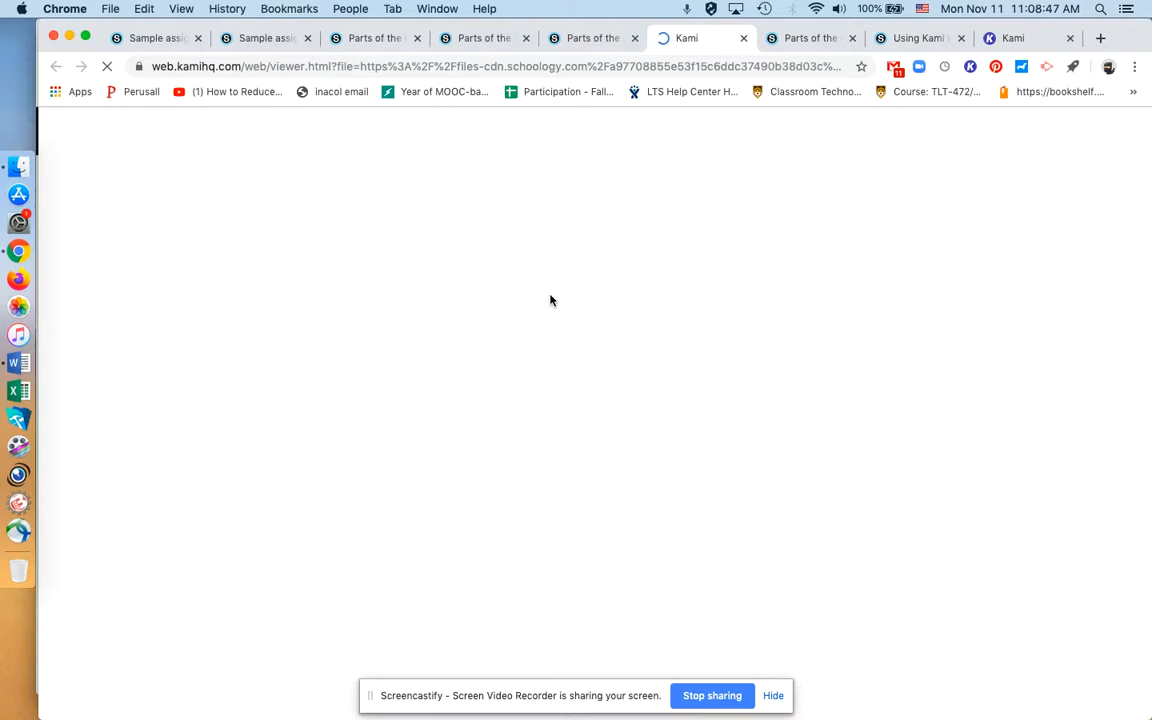 Chrome File Edit View History Bookmarks People Tab Window Help 100% Mon Nov 11 11:08:47 AM
Sample assi Sample assi Parts of the Parts of the Parts of the Kami Parts of the Using Kami Kami
web.kamihq.com/web/viewer.html?file=https%3A%2F%2Ffiles-cdn.schoology.com%2Fa97708855e53f15c6ddc37490b38d03c%... 11
Apps Perusall (1) How to Reduce... inacol email Year of MOOC-ba... Participation - Fall... LTS Help Center H... Classroom Techno... Course: TLT-472/... https://bookshelf....
Screencastify - Screen Video Recorder is sharing your screen. Stop sharing Hide